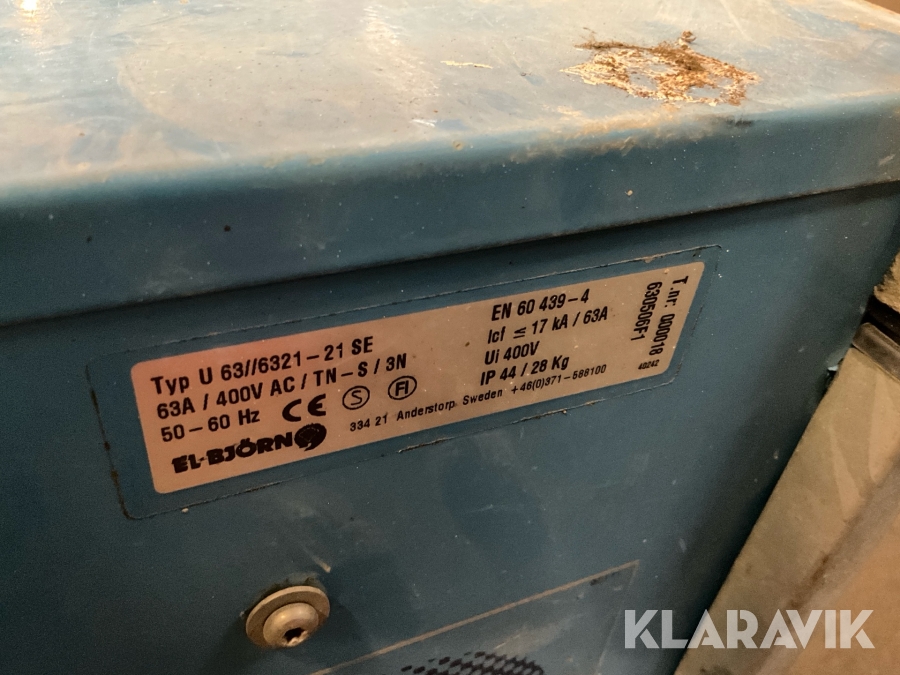 Typ U 63//6321-21 SE
63A / 400V AC / TN-S / 3N
50-60 Hz CE S FI
EL-BJÖRN
334 21 Anderstorp Sweden +46(0)371-588100
EN 60 439-4
Icf ≤ 17 kA / 63A
Ui 400V
IP 44 / 28 Kg
T.nr. 000018
630506F1
40242
KLARAVIK